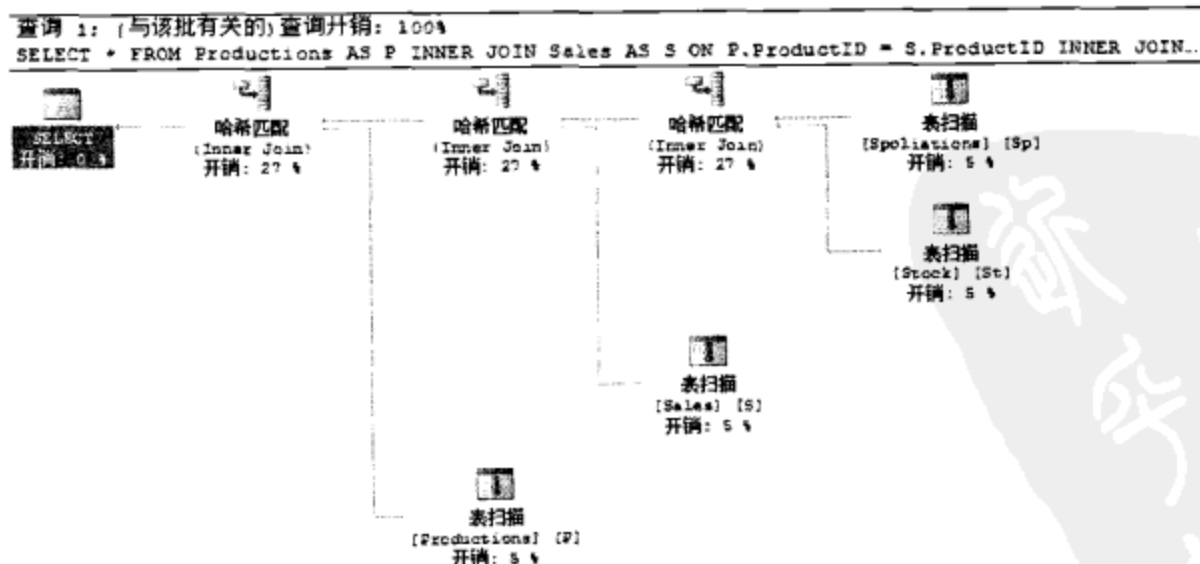 查询 1: (与该批有关的)查询开销: 100%
SELECT * FROM Productions AS P INNER JOIN Sales AS S ON P.ProductID = S.ProductID INNER JOIN…
SELECT
开销: 0 %
哈希匹配
(Inner Join)
开销: 27 %
哈希匹配
(Inner Join)
开销: 27 %
哈希匹配
(Inner Join)
开销: 27 %
表扫描
[Spoliations] [Sp]
开销: 5 %
表扫描
[Stock] [St]
开销: 5 %
表扫描
[Sales] [S]
开销: 5 %
表扫描
[Productions] [P]
开销: 5 %